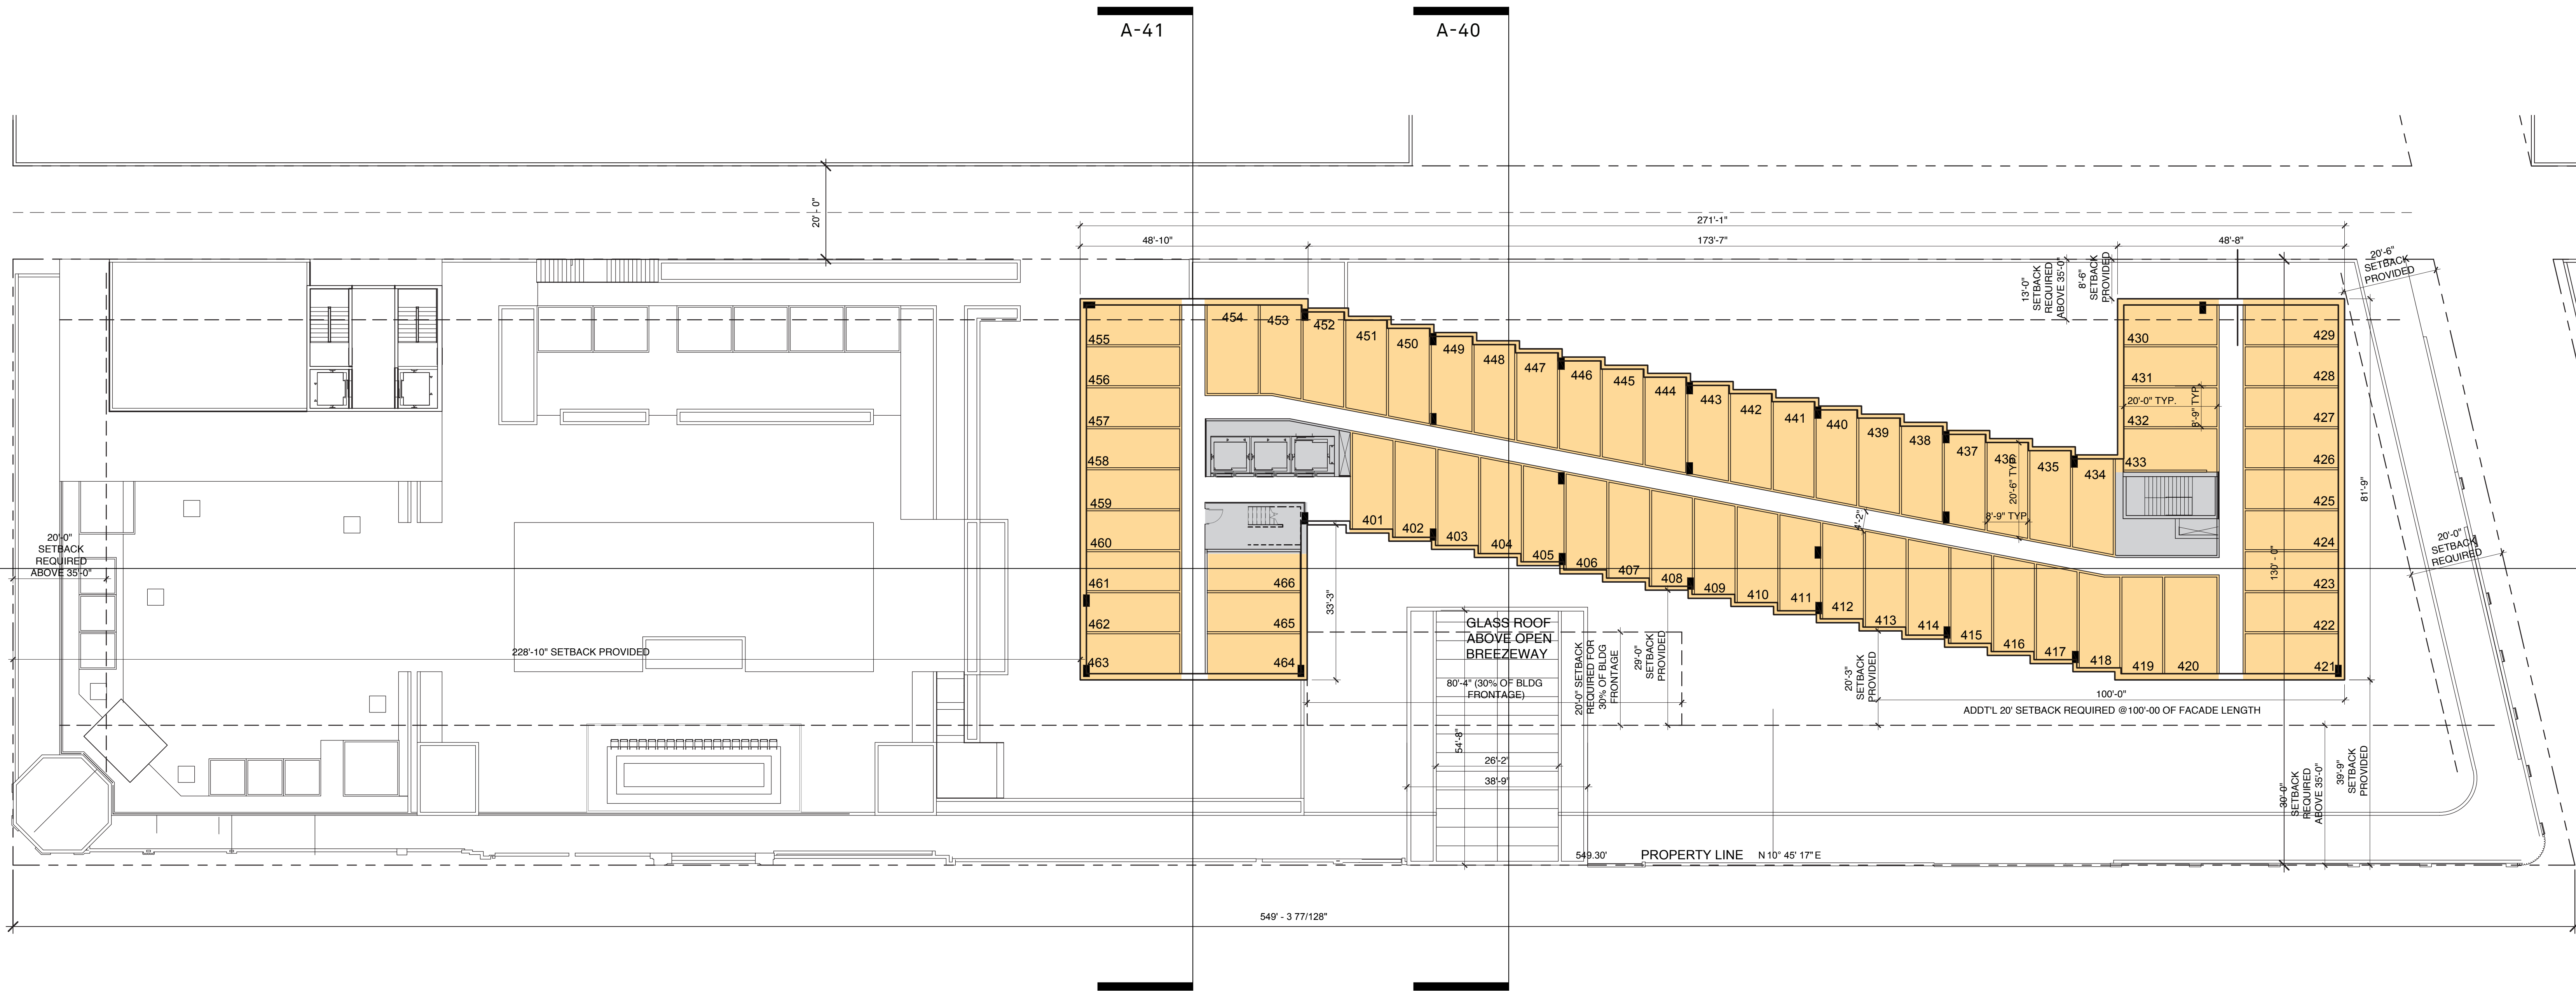 A-41
A-40
20' - 0"
271'-1"
48'-10"
173'-7"
48'-8"
20'-6"
SETBACK
PROVIDED
13'-0"
SETBACK
REQUIRED
ABOVE 35'-0"
8'-6"
SETBACK
PROVIDED
454
453
452
451
450
449
448
447
446
445
444
443
442
441
440
439
438
437
436
435
434
455
456
457
458
459
460
461
462
463
466
465
464
430
431
432
433
20'-0" TYP.
8'-9" TYP.
429
428
427
426
425
424
423
422
421
20'-6" TYP.
8'-9" TYP.
4'-2"
401
402
403
404
405
406
407
408
409
410
411
412
413
414
415
416
417
418
419
420
81'-9"
130' - 0"
20'-0"
SETBACK
REQUIRED
20'-0"
SETBACK
REQUIRED
ABOVE 35'-0"
33'-3"
228'-10" SETBACK PROVIDED
GLASS ROOF
ABOVE OPEN
BREEZEWAY
80'-4" (30% OF BLDG
FRONTAGE)
20'-0" SETBACK
REQUIRED FOR
30% OF BLDG
FRONTAGE
29'-0"
SETBACK
PROVIDED
20'-3"
SETBACK
PROVIDED
100'-0"
ADDT'L 20' SETBACK REQUIRED @100'-00 OF FACADE LENGTH
54'-8"
26'-2"
38'-9"
30'-0"
SETBACK
REQUIRED
ABOVE 35'-0"
39'-9"
SETBACK
PROVIDED
549.30'
PROPERTY LINE
N 10° 45' 17" E
549' - 3 77/128"